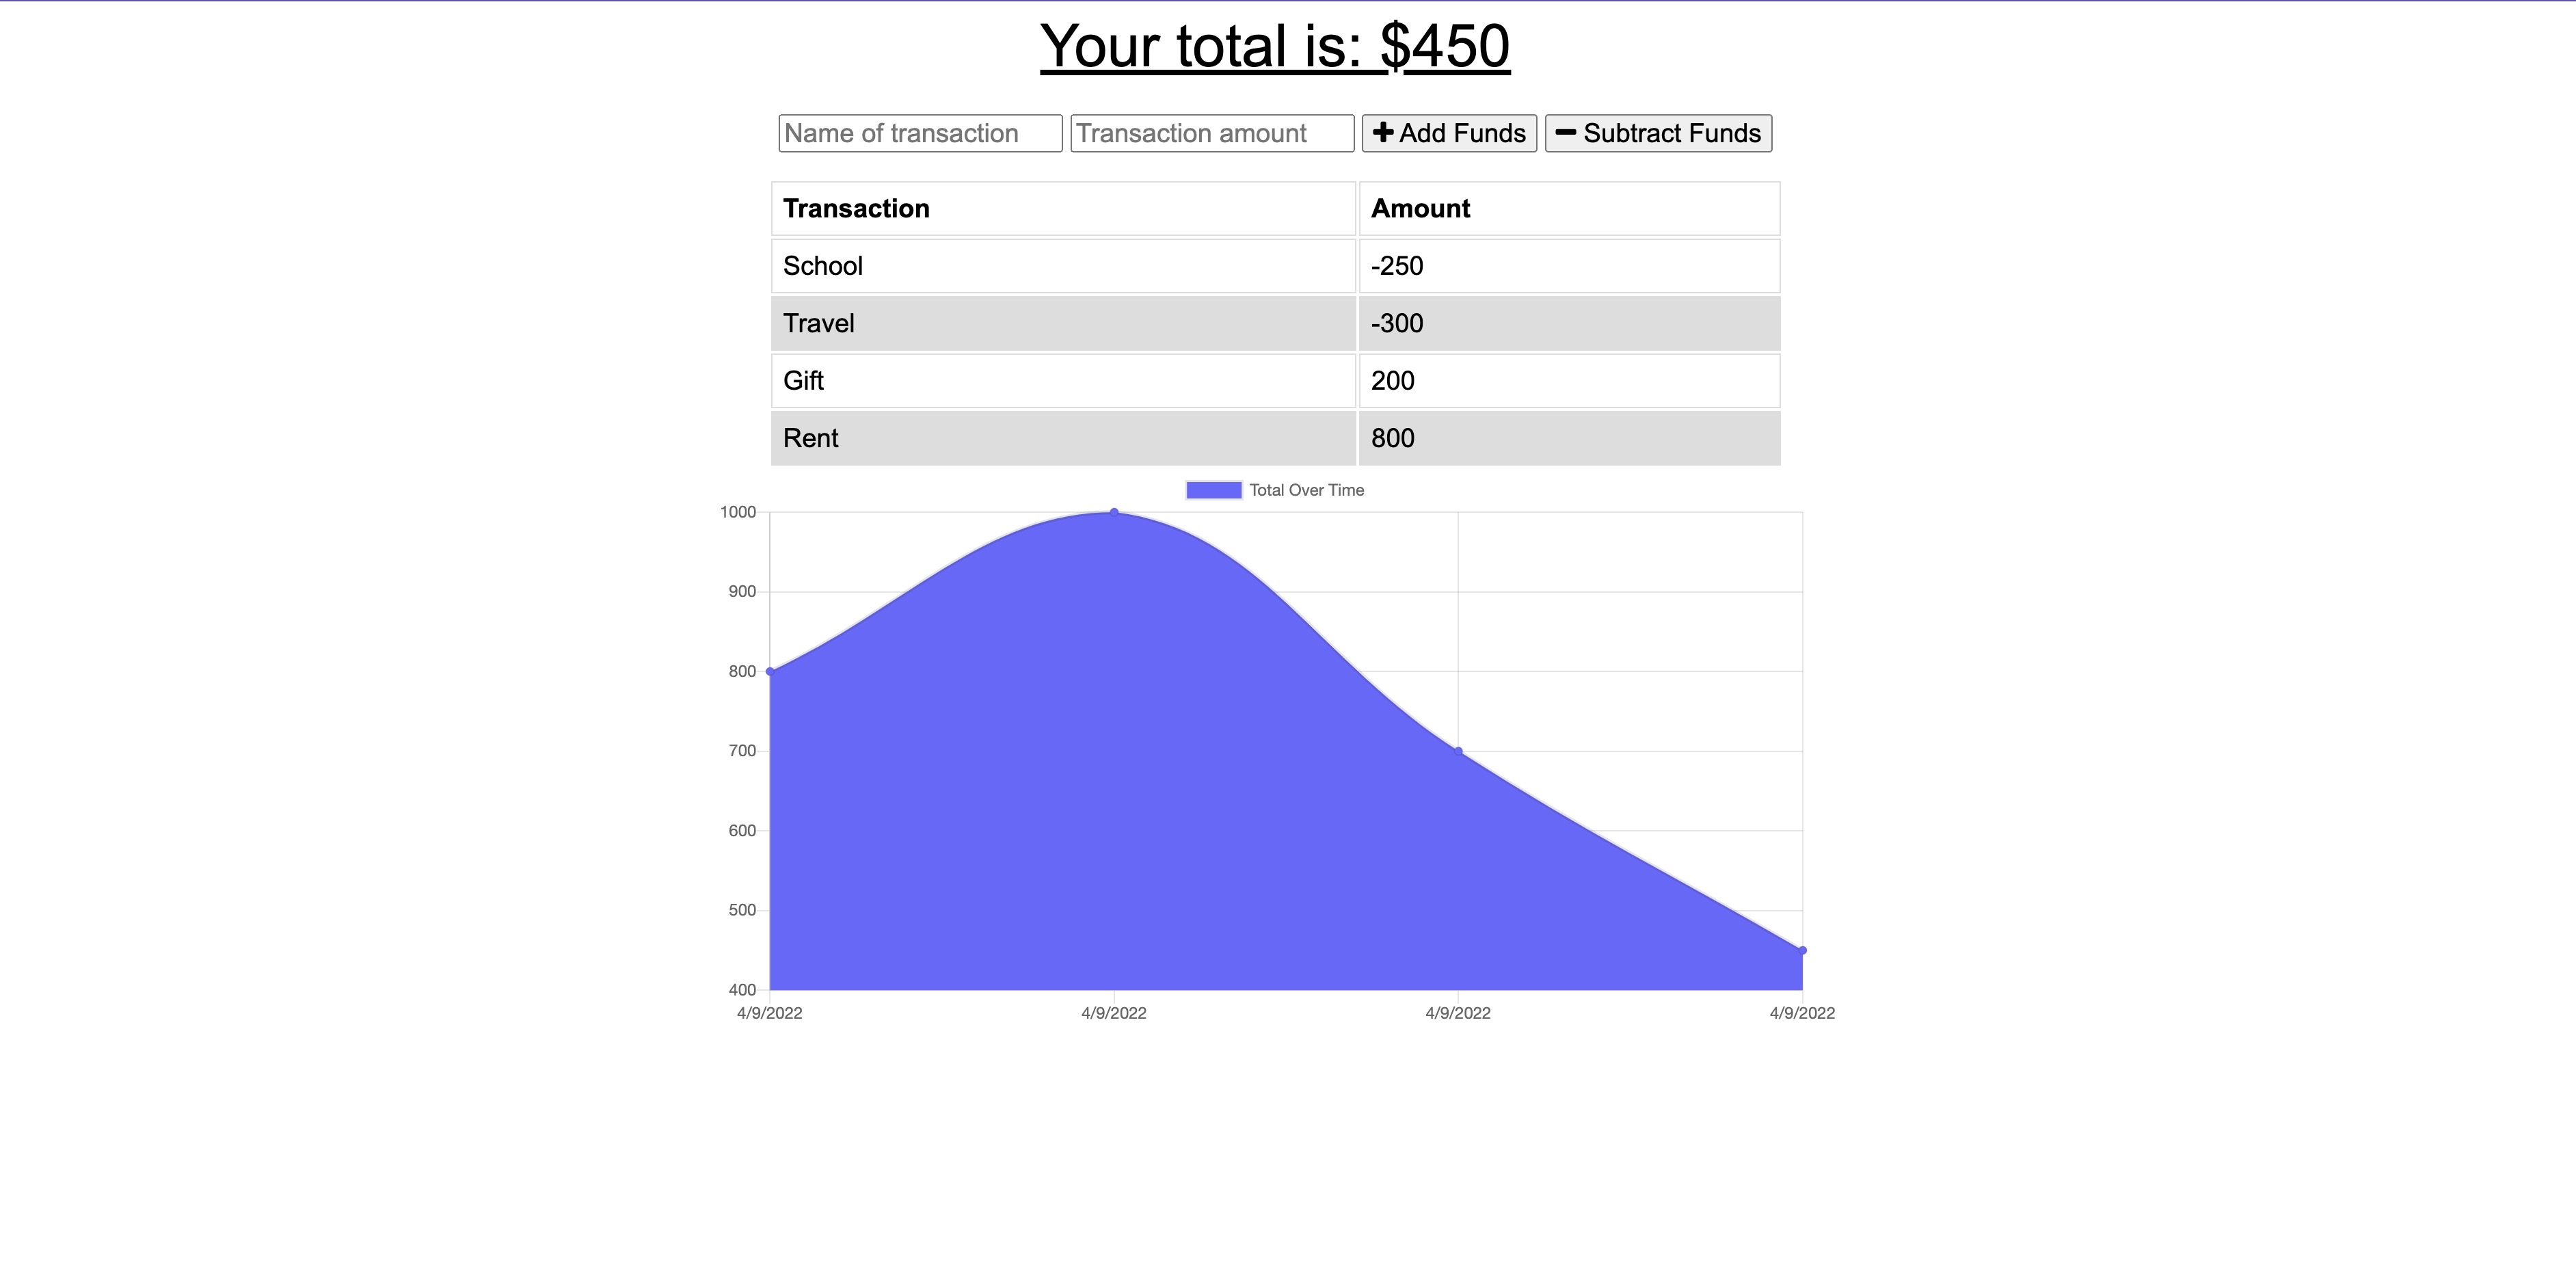 Your total is: $450
Name of transaction Transaction amount Add Funds Subtract Funds
Transaction Amount
School -250
Travel -300
Gift 200
Rent 800
Total Over Time
1000
900
800
700
600
500
400
4/9/2022 4/9/2022 4/9/2022 4/9/2022